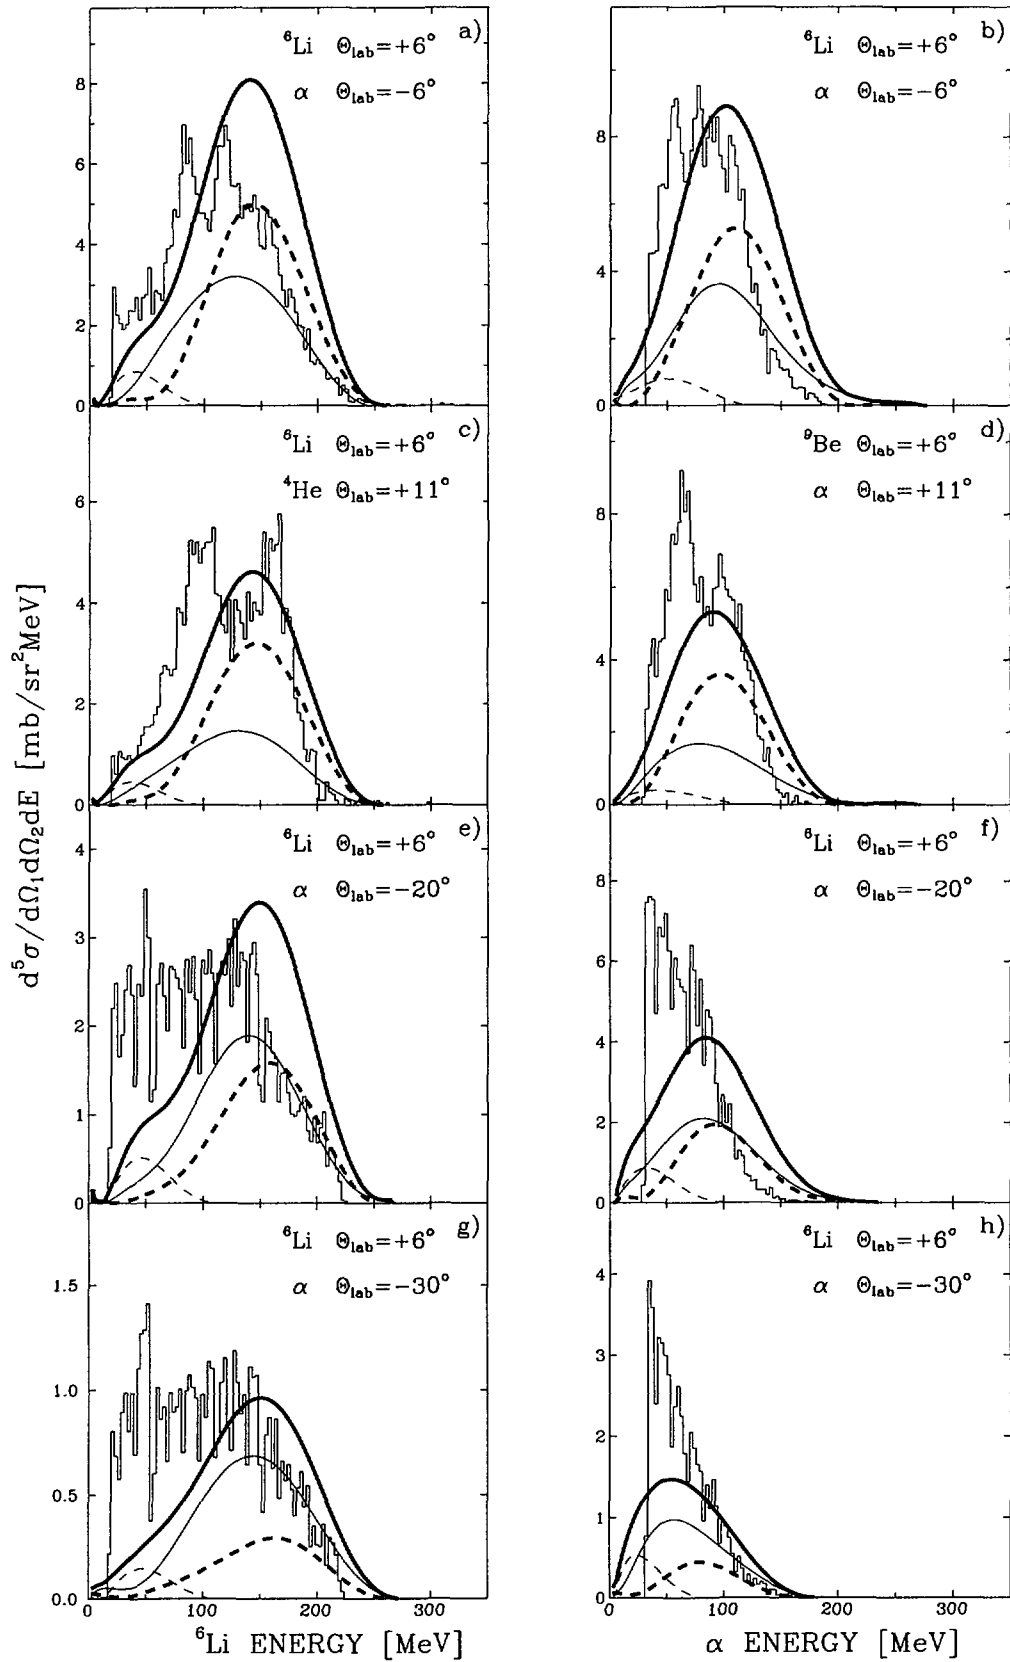 a)
⁶Li Θlab=+6°
α Θlab=−6°
8
6
4
2
0
b)
⁶Li Θlab=+6°
α Θlab=−6°
8
4
0
c)
⁶Li Θlab=+6°
⁴He Θlab=+11°
6
4
2
0
d)
⁹Be Θlab=+6°
α Θlab=+11°
8
4
0
e)
⁶Li Θlab=+6°
α Θlab=−20°
4
3
2
1
0
f)
⁶Li Θlab=+6°
α Θlab=−20°
8
6
4
2
0
g)
⁶Li Θlab=+6°
α Θlab=−30°
1.5
1.0
0.5
0.0
0 100 200 300
⁶Li ENERGY [MeV]
h)
⁶Li Θlab=+6°
α Θlab=−30°
4
3
2
1
0
0 100 200 300
α ENERGY [MeV]
d⁵σ/dΩ₁dΩ₂dE [mb/sr²MeV]